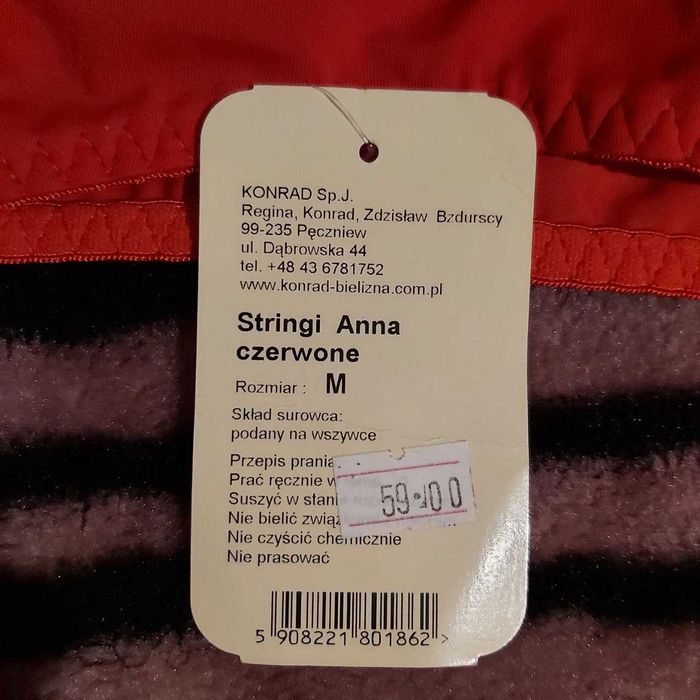 KONRAD Sp.J.
Regina, Konrad, Zdzisław Bzdurscy
99-235 Pęczniew
ul. Dąbrowska 44
tel. +48 43 6781752
www.konrad-bielizna.com.pl
Stringi Anna
czerwone
Rozmiar : M
Skład surowca:
podany na wszywce
Przepis prania
Prać ręcznie w
Suszyć w
Nie bielić
Nie czyścić chemicznie
Nie prasować
59.00
5 908221 801862 >